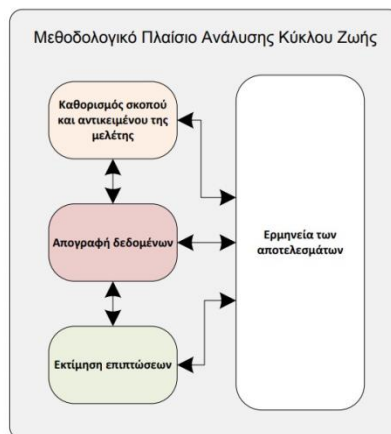 Μεθοδολογικό Πλαίσιο Ανάλυσης Κύκλου Ζωής
Καθορισμός σκοπού
και αντικειμένου της
μελέτης
Απογραφή δεδομένων
Εκτίμηση επιπτώσεων
Ερμηνεία των
αποτελεσμάτων